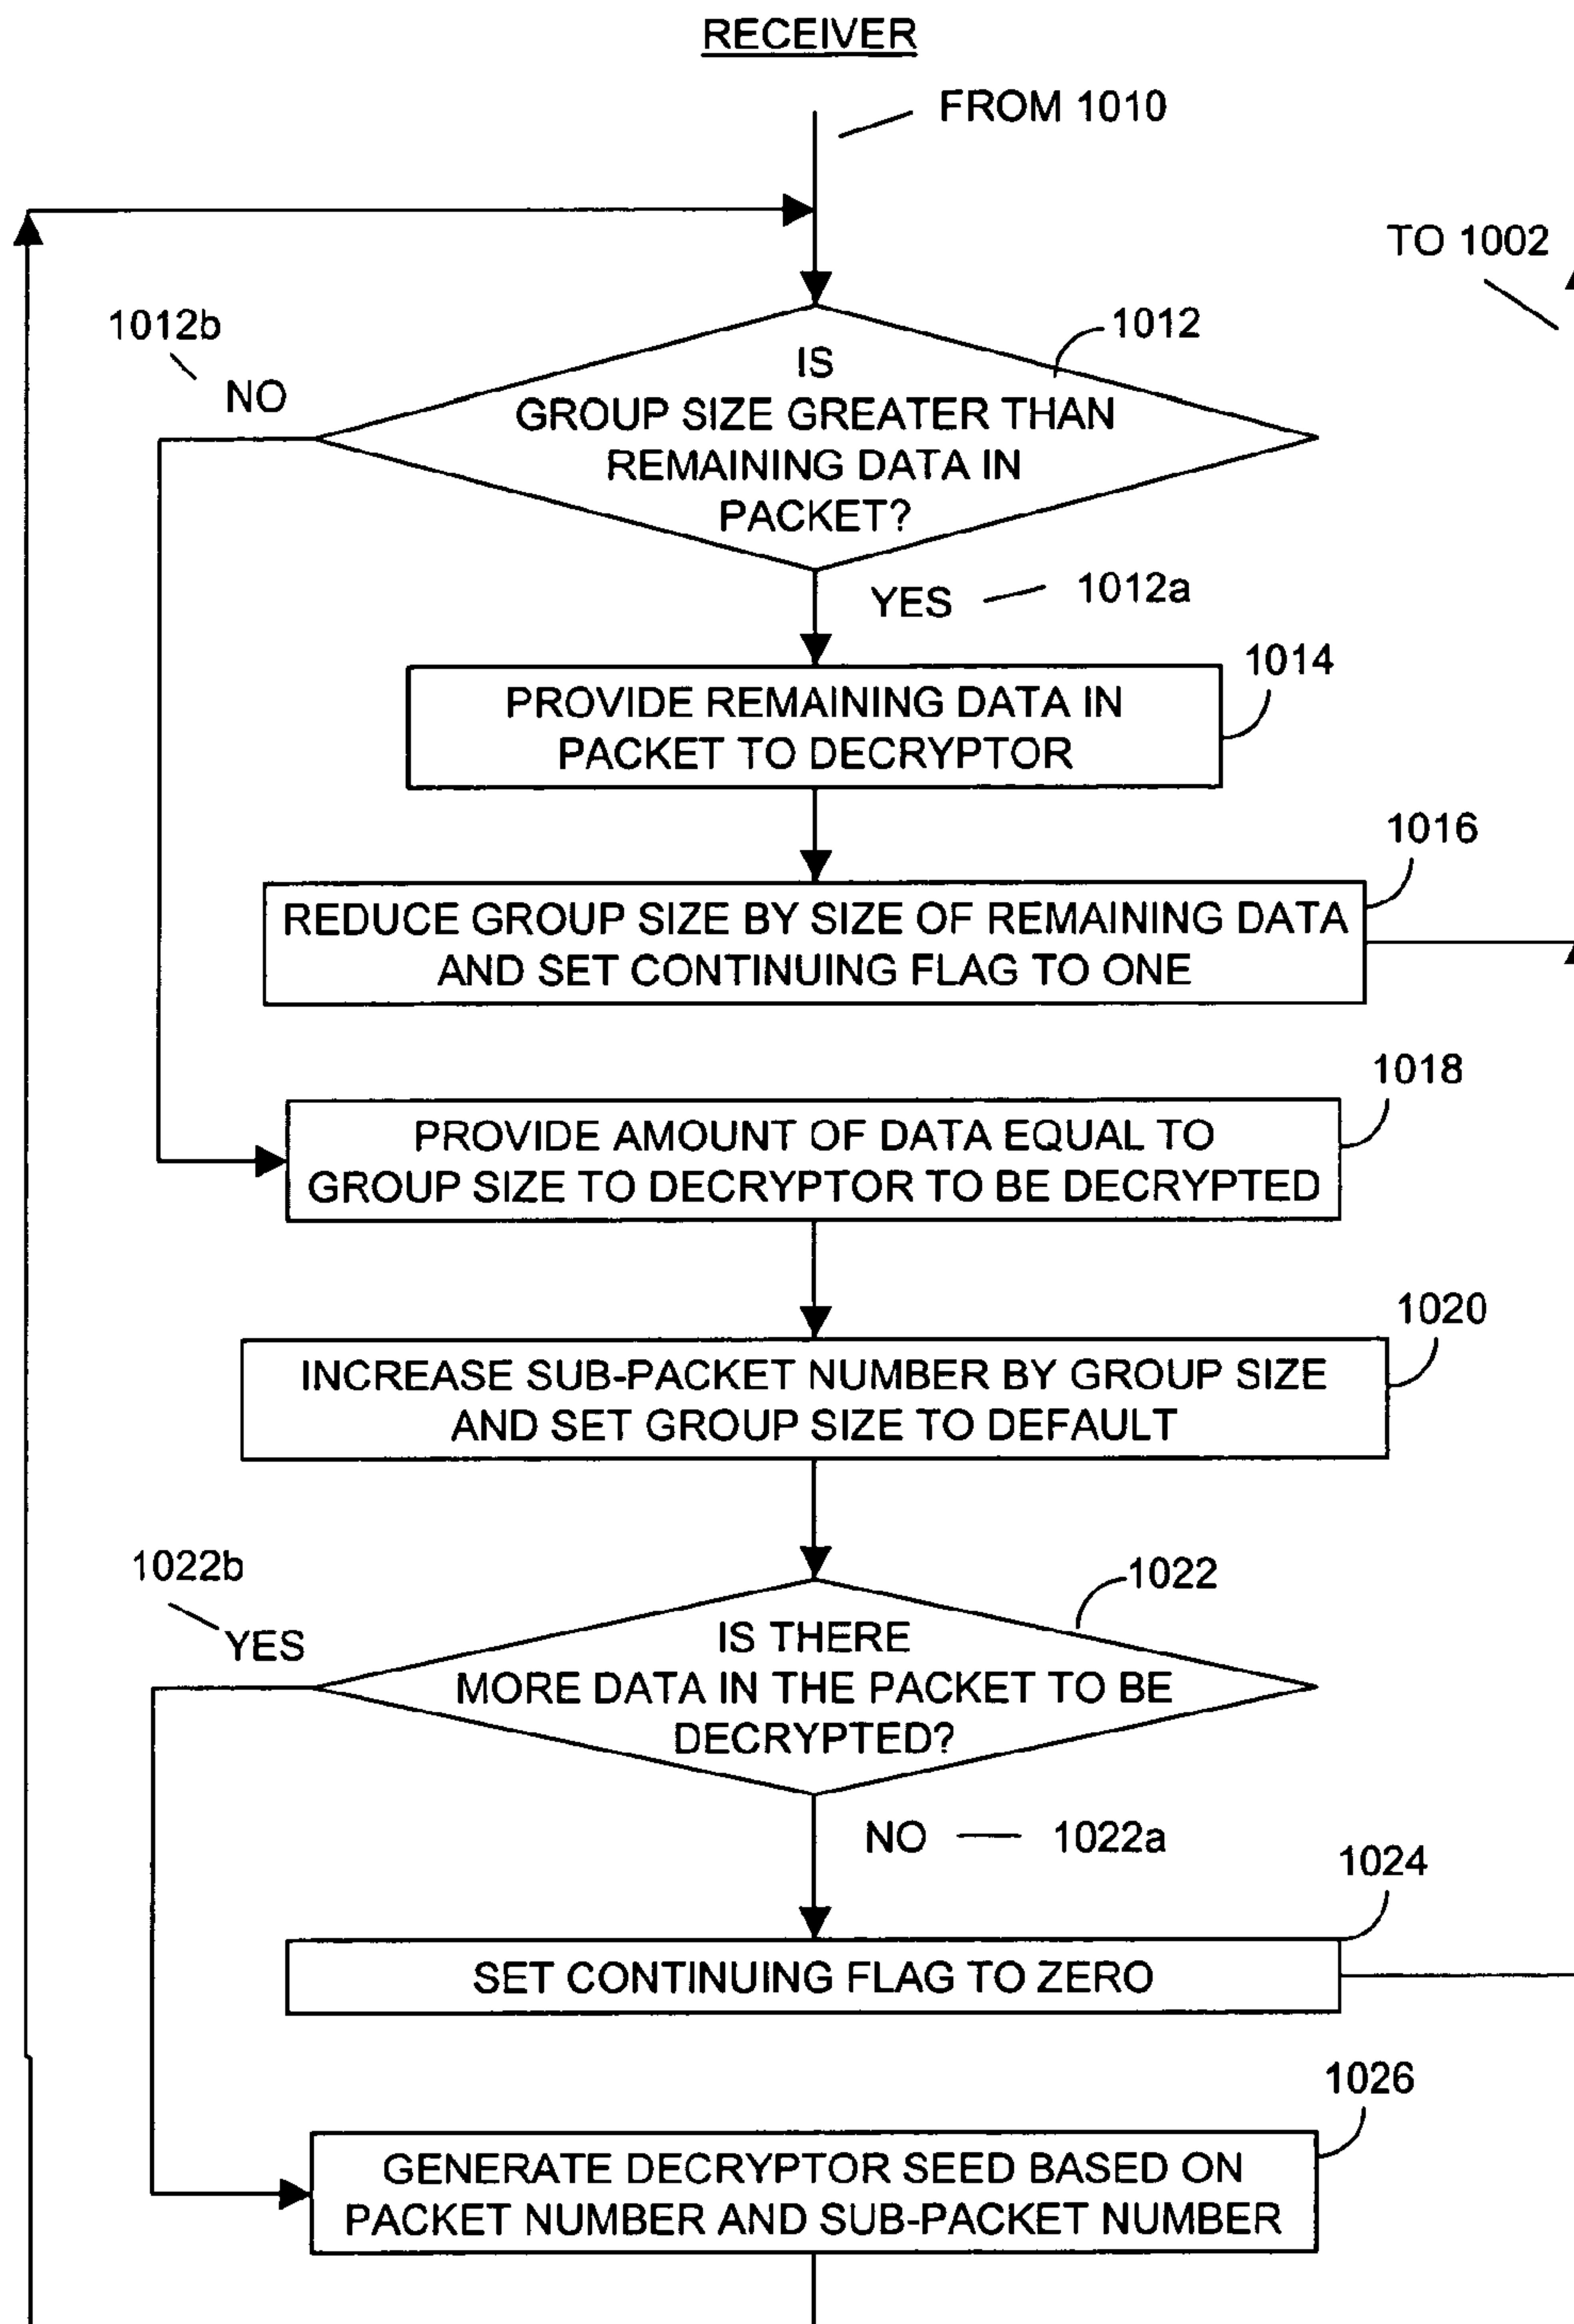 RECEIVER
FROM 1010
TO 1002
1012b
NO
1012
IS
GROUP SIZE GREATER THAN
REMAINING DATA IN
PACKET?
YES
1012a
1014
PROVIDE REMAINING DATA IN
PACKET TO DECRYPTOR
1016
REDUCE GROUP SIZE BY SIZE OF REMAINING DATA
AND SET CONTINUING FLAG TO ONE
1018
PROVIDE AMOUNT OF DATA EQUAL TO
GROUP SIZE TO DECRYPTOR TO BE DECRYPTED
1020
INCREASE SUB-PACKET NUMBER BY GROUP SIZE
AND SET GROUP SIZE TO DEFAULT
1022b
YES
1022
IS THERE
MORE DATA IN THE PACKET TO BE
DECRYPTED?
NO
1022a
1024
SET CONTINUING FLAG TO ZERO
1026
GENERATE DECRYPTOR SEED BASED ON
PACKET NUMBER AND SUB-PACKET NUMBER